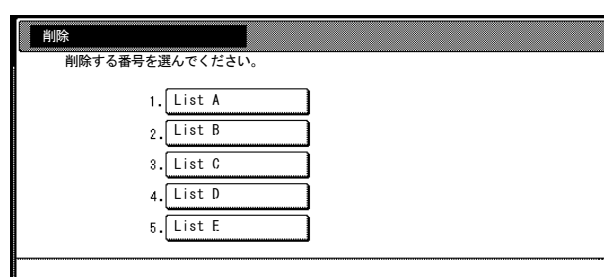 削除
削除する番号を選んでください。
1. List A
2. List B
3. List C
4. List D
5. List E